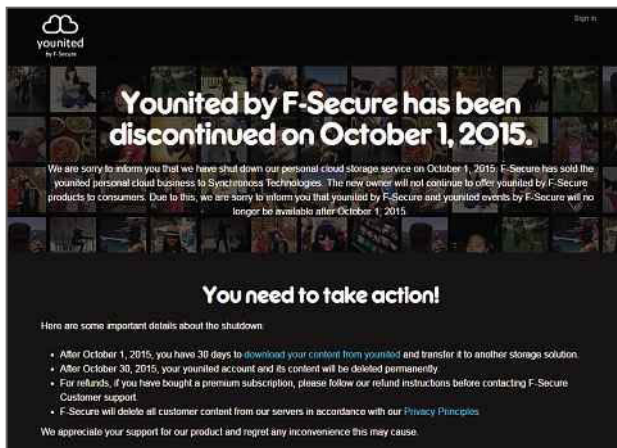 Sign in
younited
by F-Secure
Younited by F-Secure has been
discontinued on October 1, 2015.
We are sorry to inform you that we have shut down our personal cloud storage service on October 1, 2015. F-Secure has sold the
younited personal cloud business to Synchronoss Technologies. The new owner will not continue to offer younited by F-Secure
products to consumers. Due to this, we are sorry to inform you that younited by F-Secure and younited events by F-Secure will no
longer be available after October 1, 2015.
You need to take action!
Here are some important details about the shutdown:
• After October 1, 2015, you have 30 days to download your content from younited and transfer it to another storage solution.
• After October 30, 2015, your younited account and its content will be deleted permanently.
• For refunds, if you have bought a premium subscription, please follow our refund instructions before contacting F-Secure
Customer support.
• F-Secure will delete all customer content from our servers in accordance with our Privacy Principles
We appreciate your support for our product and regret any inconvenience this may cause.